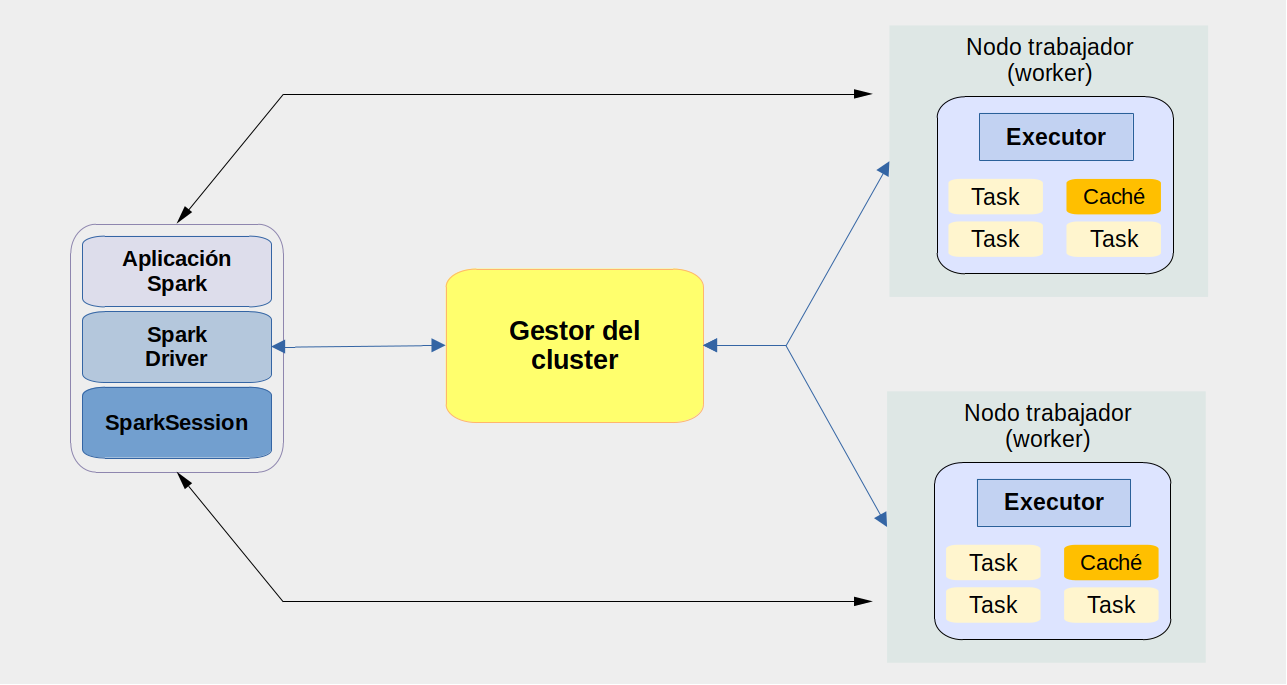 Aplicación
Spark
Spark
Driver
SparkSession
Gestor del
cluster
Nodo trabajador
(worker)
Executor
Task
Caché
Task
Task
Nodo trabajador
(worker)
Executor
Task
Caché
Task
Task